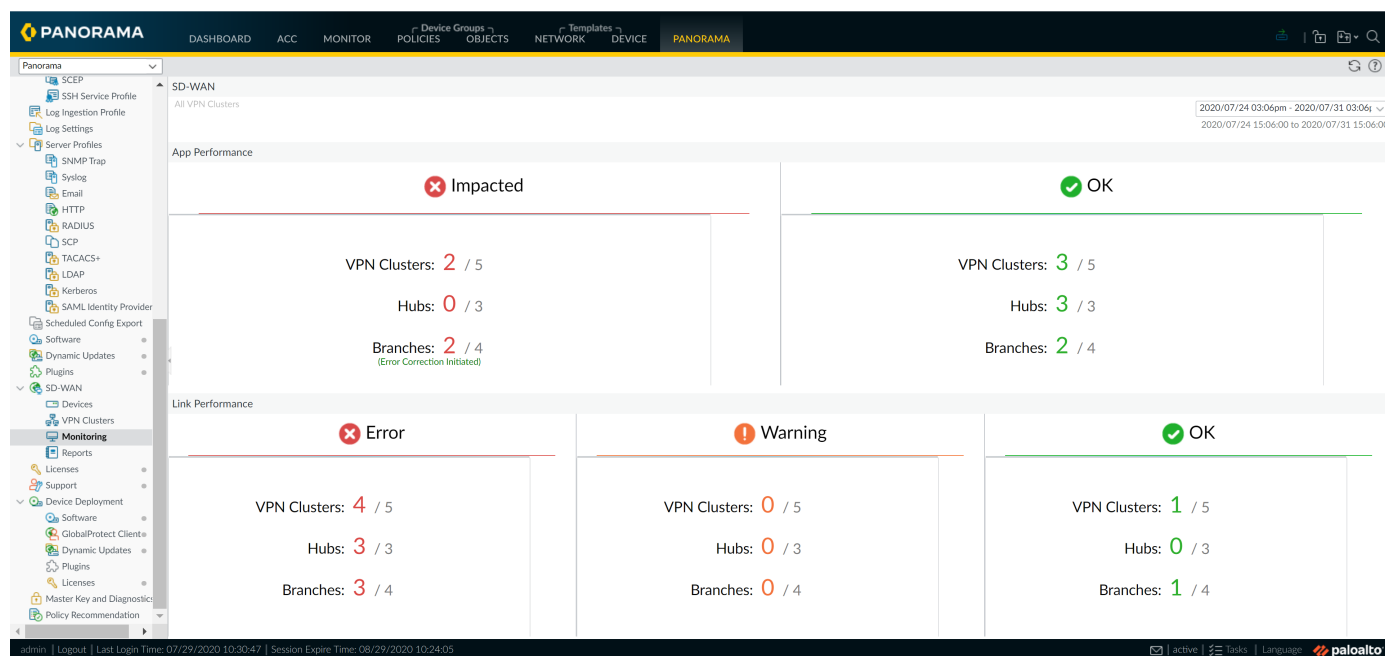 PANORAMA
DASHBOARD ACC MONITOR Device Groups POLICIES OBJECTS Templates NETWORK DEVICE PANORAMA
Panorama
SCEP
SSH Service Profile
Log Ingestion Profile
Log Settings
Server Profiles
SNMP Trap
Syslog
Email
HTTP
RADIUS
SCP
TACACS+
LDAP
Kerberos
SAML Identity Provider
Scheduled Config Export
Software
Dynamic Updates
Plugins
SD-WAN
Devices
VPN Clusters
Monitoring
Reports
Licenses
Support
Device Deployment
Software
GlobalProtect Client
Dynamic Updates
Plugins
Licenses
Master Key and Diagnostics
Policy Recommendation
SD-WAN
All VPN Clusters
2020/07/24 03:06pm - 2020/07/31 03:06p
2020/07/24 15:06:00 to 2020/07/31 15:06:00
App Performance
Impacted
VPN Clusters: 2 / 5
Hubs: 0 / 3
Branches: 2 / 4
(Error Correction Initiated)
OK
VPN Clusters: 3 / 5
Hubs: 3 / 3
Branches: 2 / 4
Link Performance
Error
VPN Clusters: 4 / 5
Hubs: 3 / 3
Branches: 3 / 4
Warning
VPN Clusters: 0 / 5
Hubs: 0 / 3
Branches: 0 / 4
OK
VPN Clusters: 1 / 5
Hubs: 0 / 3
Branches: 1 / 4
admin | Logout | Last Login Time: 07/29/2020 10:30:47 | Session Expire Time: 08/29/2020 10:24:05
active | Tasks | Language paloalto